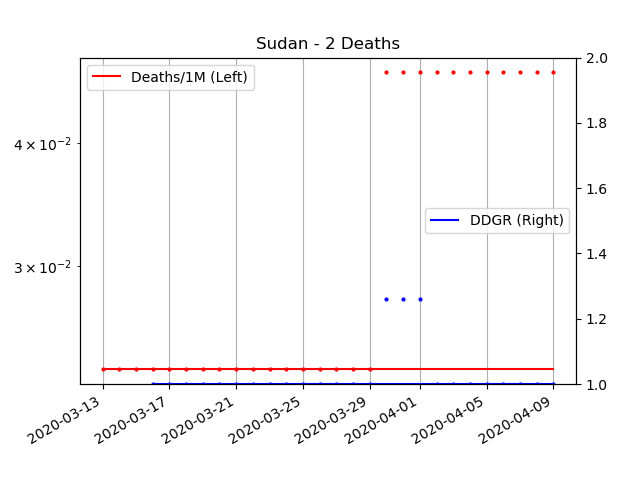 Sudan - 2 Deaths
Deaths/1M (Left)
DDGR (Right)
4 × 10⁻²
3 × 10⁻²
2.0
1.8
1.6
1.4
1.2
1.0
2020-03-13
2020-03-17
2020-03-21
2020-03-25
2020-03-29
2020-04-01
2020-04-05
2020-04-09